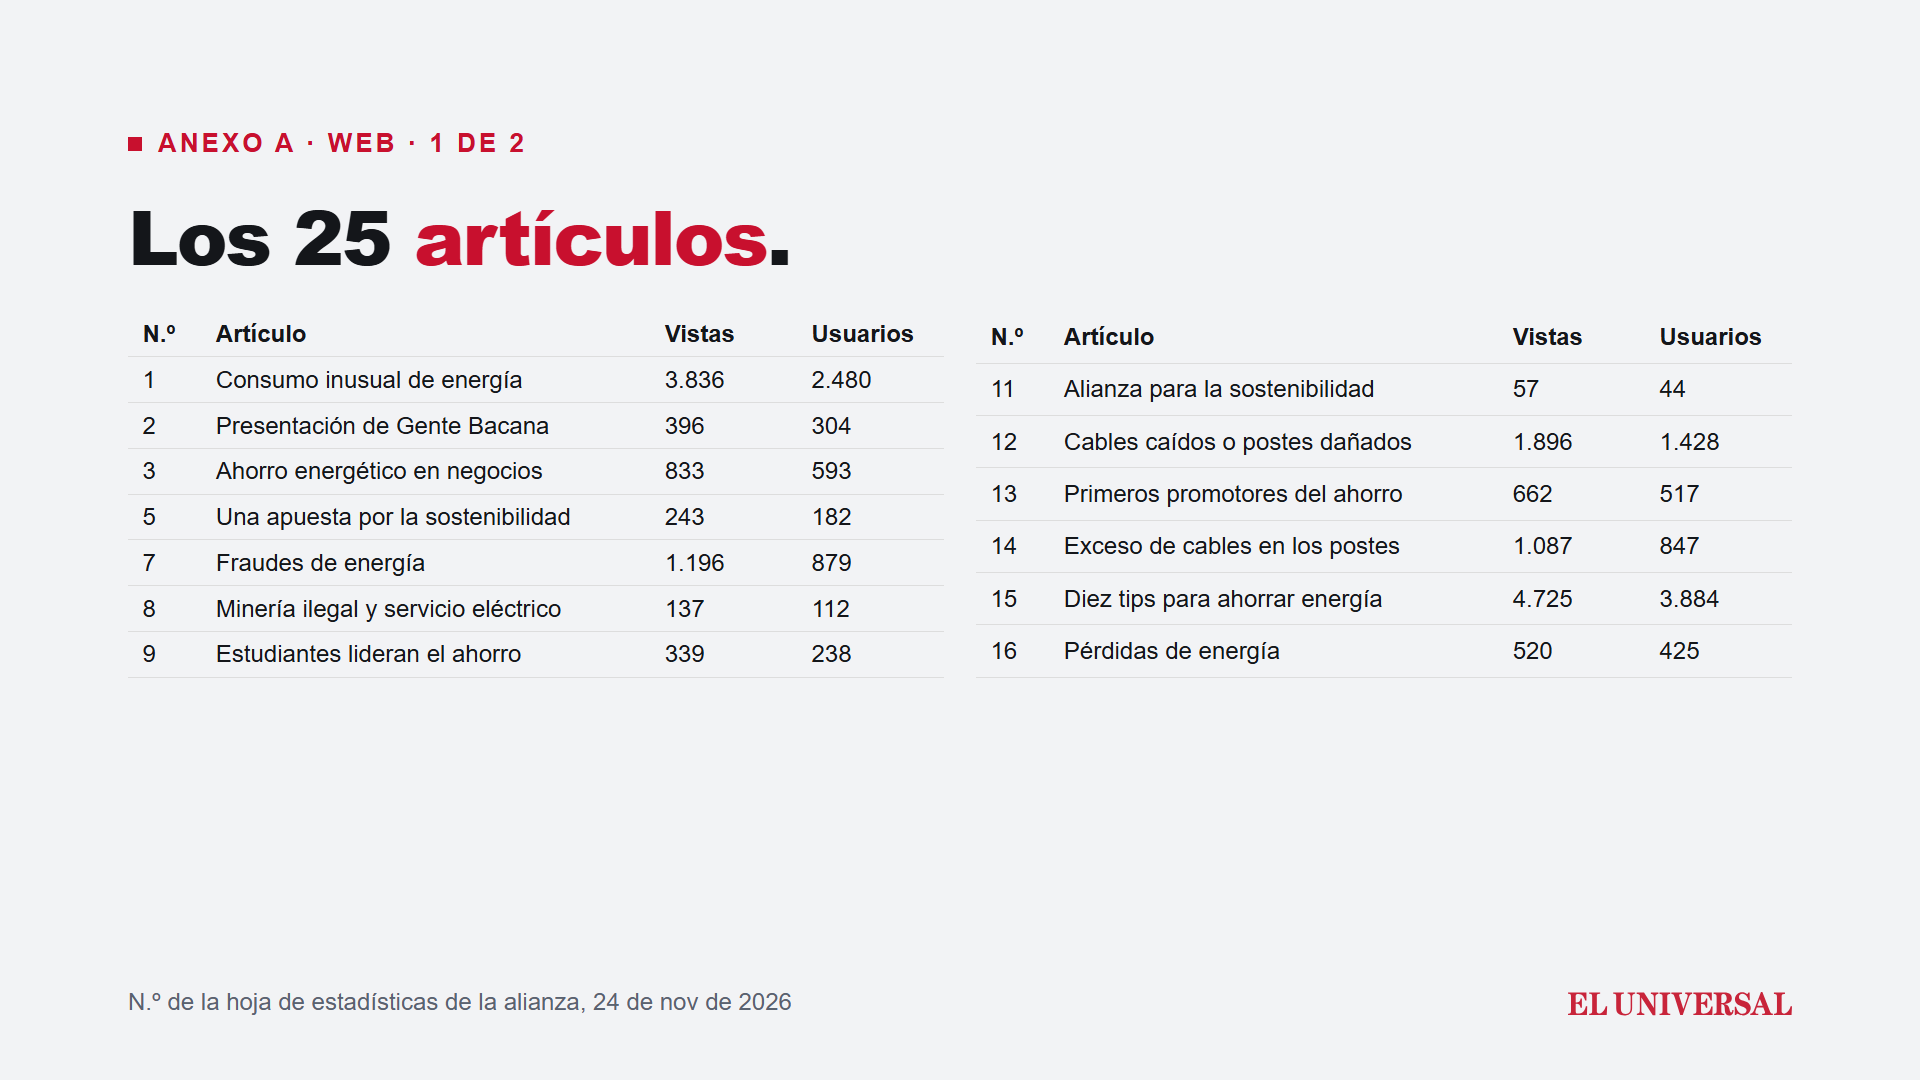 ANEXO A · WEB · 1 DE 2
Los 25 artículos.
N.º Artículo Vistas Usuarios
1 Consumo inusual de energía 3.836 2.480
2 Presentación de Gente Bacana 396 304
3 Ahorro energético en negocios 833 593
5 Una apuesta por la sostenibilidad 243 182
7 Fraudes de energía 1.196 879
8 Minería ilegal y servicio eléctrico 137 112
9 Estudiantes lideran el ahorro 339 238
N.º Artículo Vistas Usuarios
11 Alianza para la sostenibilidad 57 44
12 Cables caídos o postes dañados 1.896 1.428
13 Primeros promotores del ahorro 662 517
14 Exceso de cables en los postes 1.087 847
15 Diez tips para ahorrar energía 4.725 3.884
16 Pérdidas de energía 520 425
N.º de la hoja de estadísticas de la alianza, 24 de nov de 2026
EL UNIVERSAL